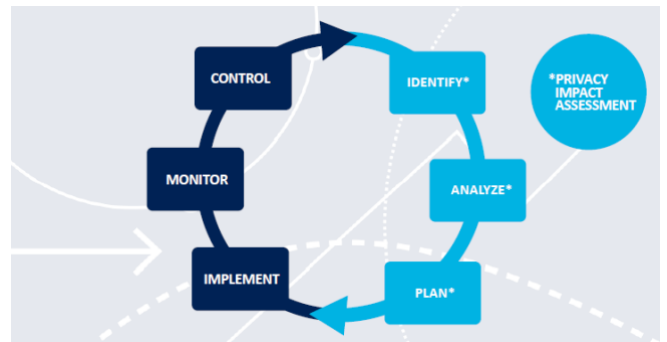 CONTROL
IDENTIFY*
*PRIVACY
IMPACT
ASSESSMENT
MONITOR
ANALYZE*
IMPLEMENT
PLAN*